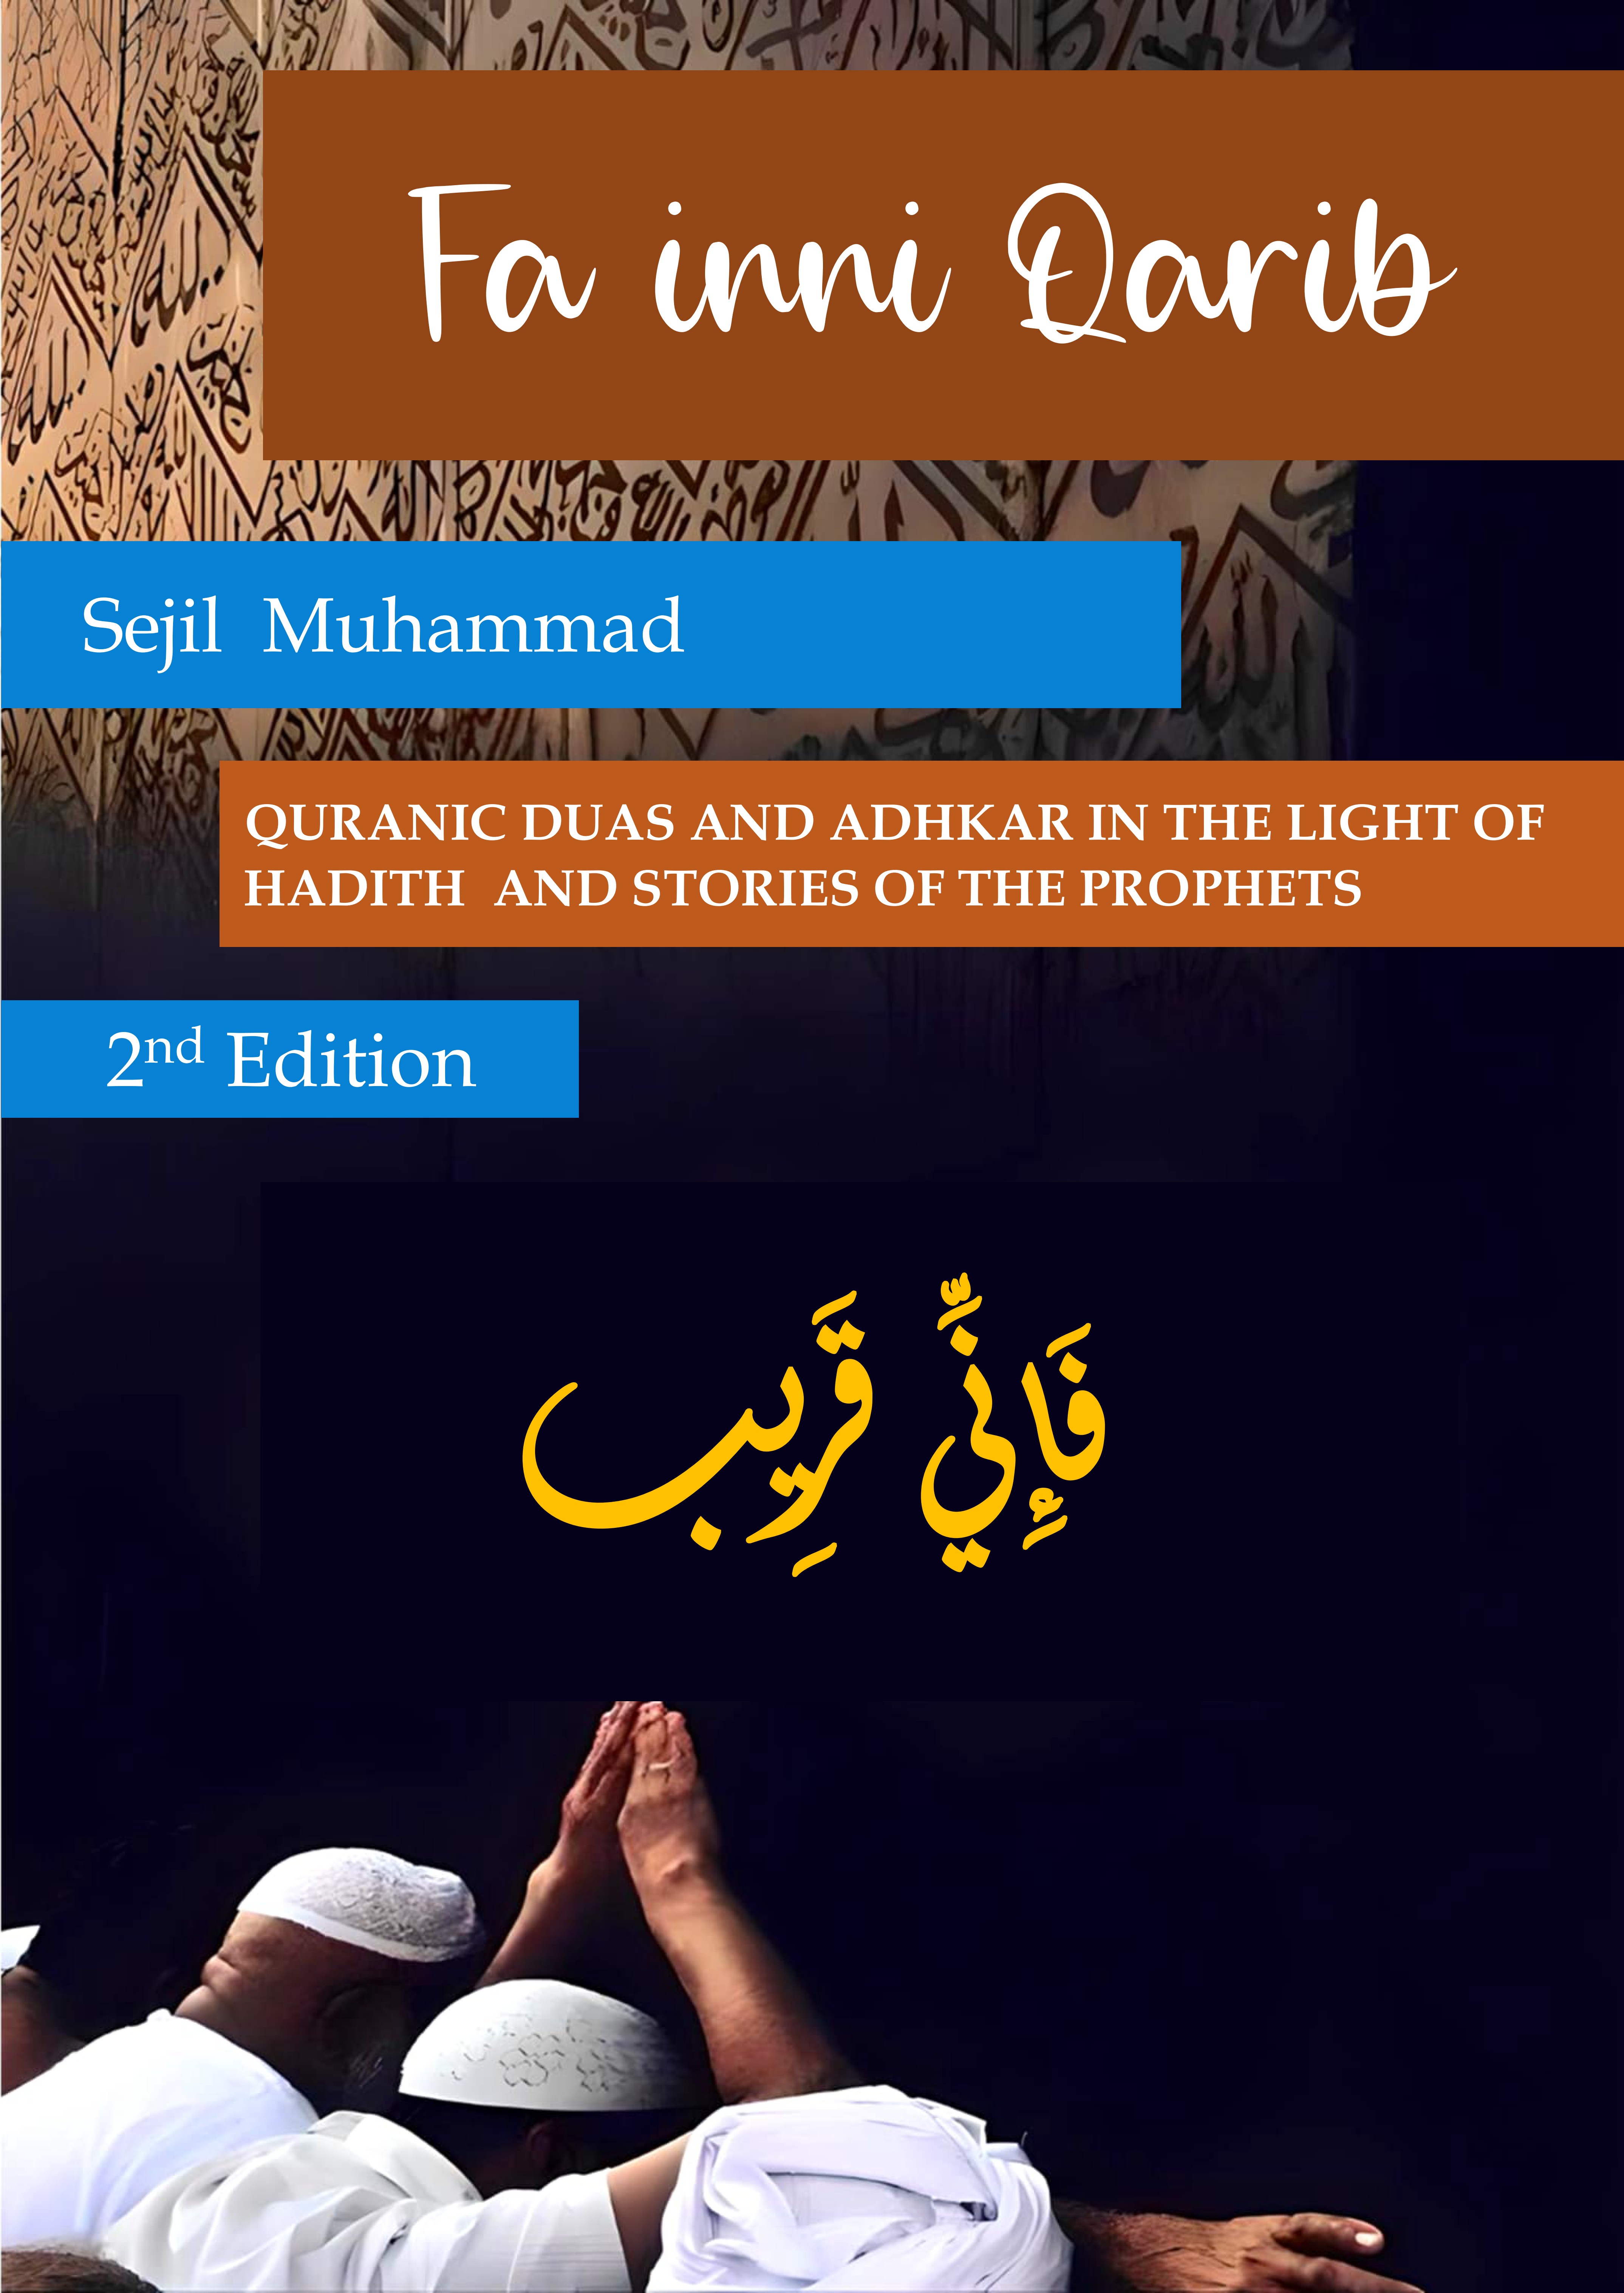 Fa inni Qarib
Sejil Muhammad
QURANIC DUAS AND ADHKAR IN THE LIGHT OF
HADITH AND STORIES OF THE PROPHETS
2nd Edition
فَإِنِّي قَرِيب